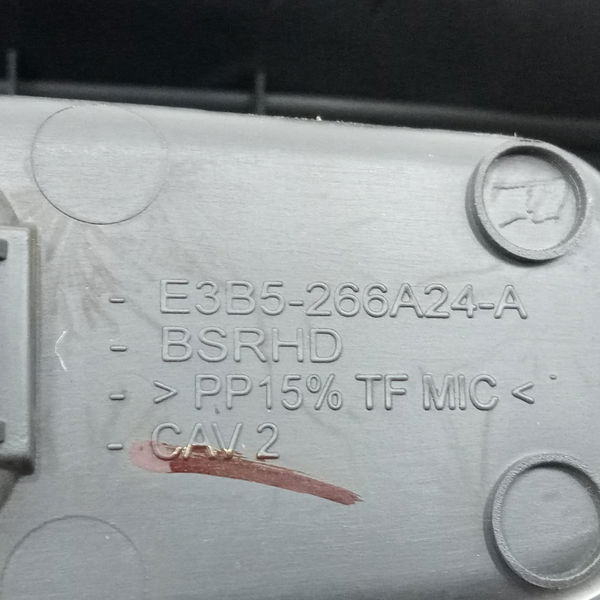 - E3B5-266A24-A
- BSRHD
- > PP15% TF MIC <
- CAV 2